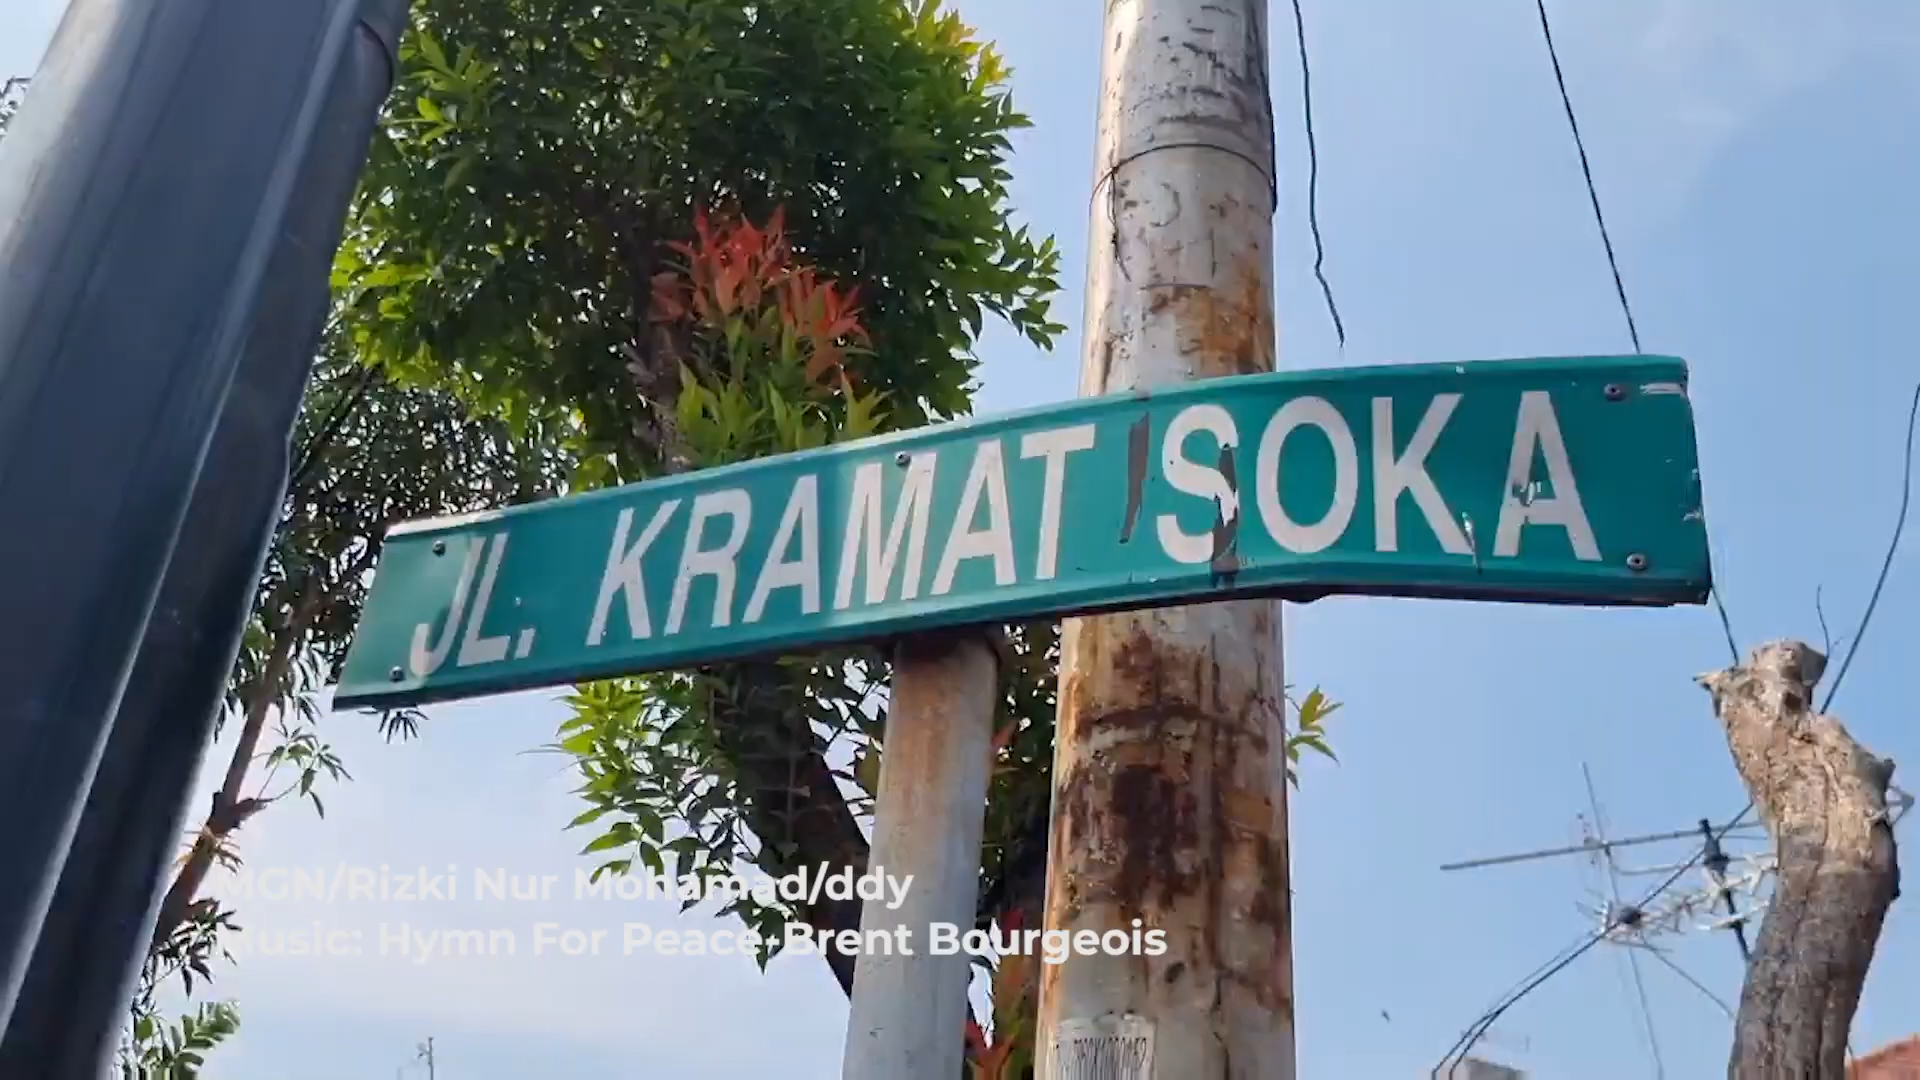 JL. KRAMAT SOKA
MGN/Rizki Nur Mohamad/ddy
Music: Hymn For Peace-Brent Bourgeois